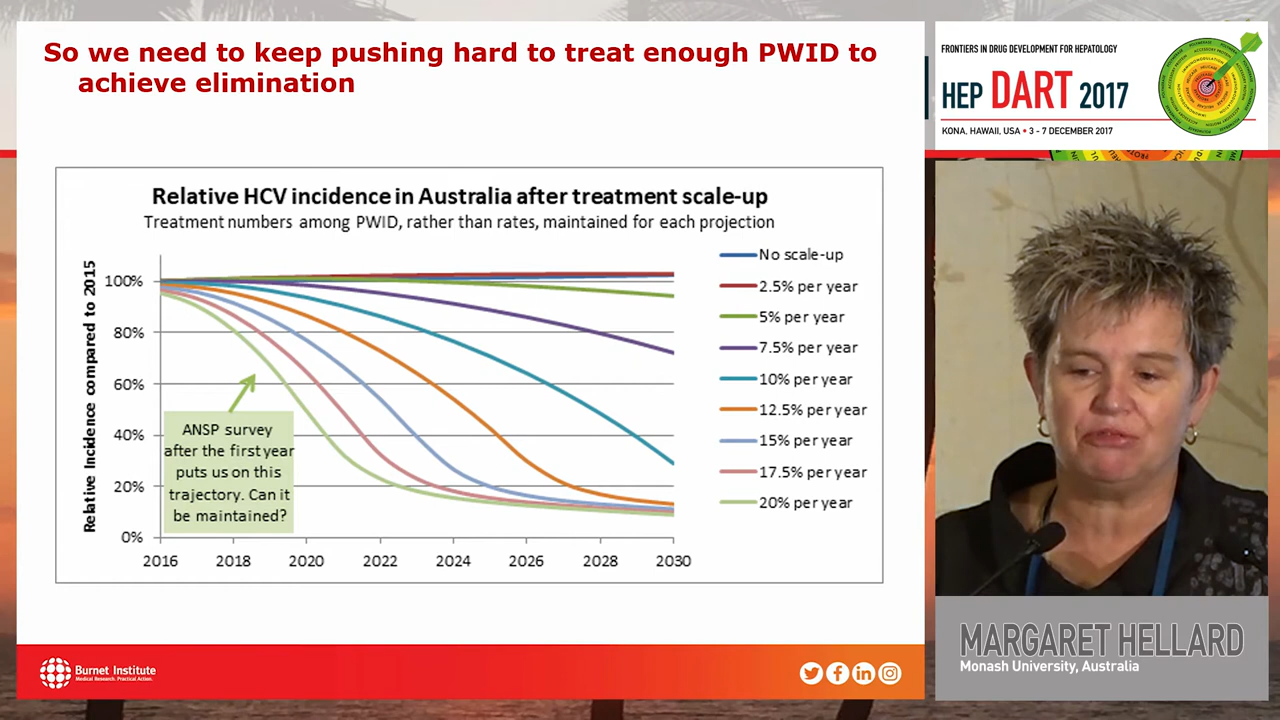 So we need to keep pushing hard to treat enough PWID to
achieve elimination
Relative HCV incidence in Australia after treatment scale-up
Treatment numbers among PWID, rather than rates, maintained for each projection
Relative Incidence compared to 2015
100%
80%
60%
40%
20%
0%
2016
2018
2020
2022
2024
2026
2028
2030
ANSP survey
after the first year
puts us on this
trajectory. Can it
be maintained?
No scale-up
2.5% per year
5% per year
7.5% per year
10% per year
12.5% per year
15% per year
17.5% per year
20% per year
Burnet Institute
Medical Research. Practical Action.
FRONTIERS IN DRUG DEVELOPMENT FOR HEPATOLOGY
HEP DART 2017
KONA, HAWAII, USA • 3 - 7 DECEMBER 2017
MARGARET HELLARD
Monash University, Australia